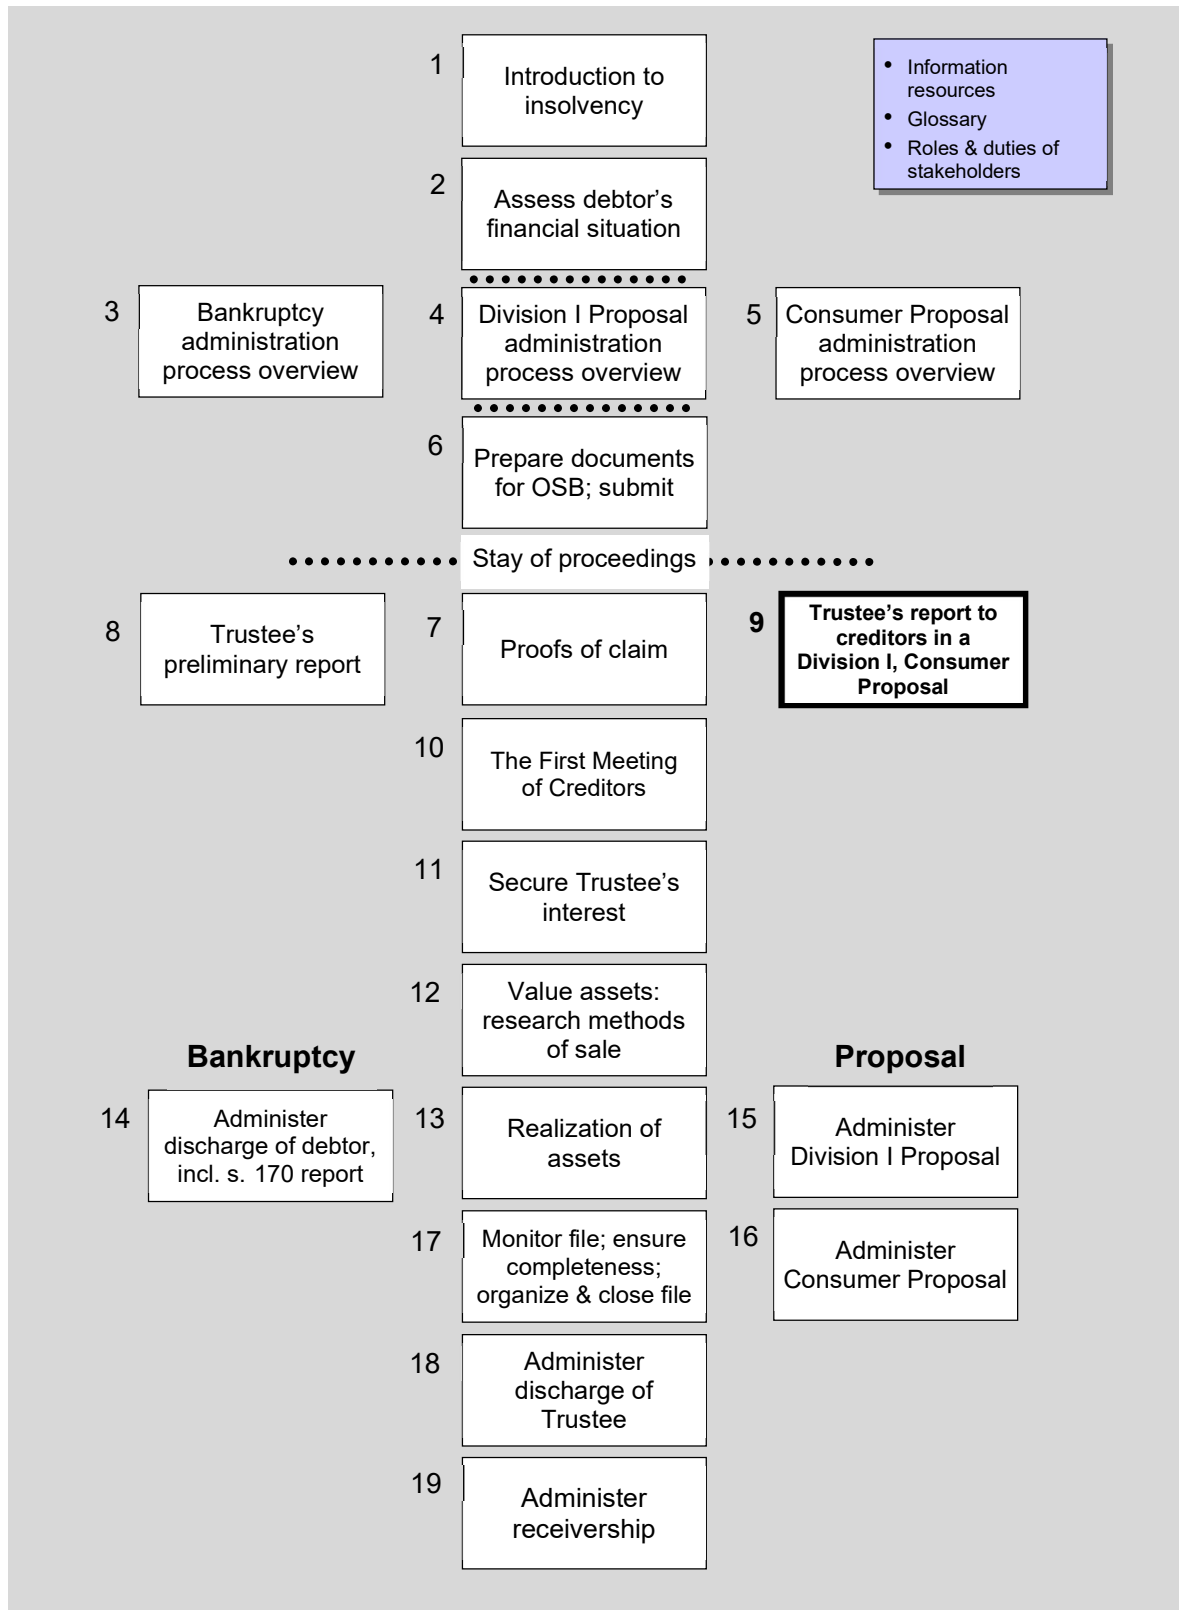 1
Introduction to
insolvency
• Information
resources
• Glossary
• Roles & duties of
stakeholders
2
Assess debtor’s
financial situation
3
Bankruptcy
administration
process overview
4
Division I Proposal
administration
process overview
5
Consumer Proposal
administration
process overview
6
Prepare documents
for OSB; submit
Stay of proceedings
8
Trustee’s
preliminary report
7
Proofs of claim
9
Trustee’s report to
creditors in a
Division I, Consumer
Proposal
10
The First Meeting
of Creditors
11
Secure Trustee’s
interest
12
Value assets:
research methods
of sale
Bankruptcy
Proposal
14
Administer
discharge of debtor,
incl. s. 170 report
13
Realization of
assets
15
Administer
Division I Proposal
17
Monitor file; ensure
completeness;
organize & close file
16
Administer
Consumer Proposal
18
Administer
discharge of
Trustee
19
Administer
receivership